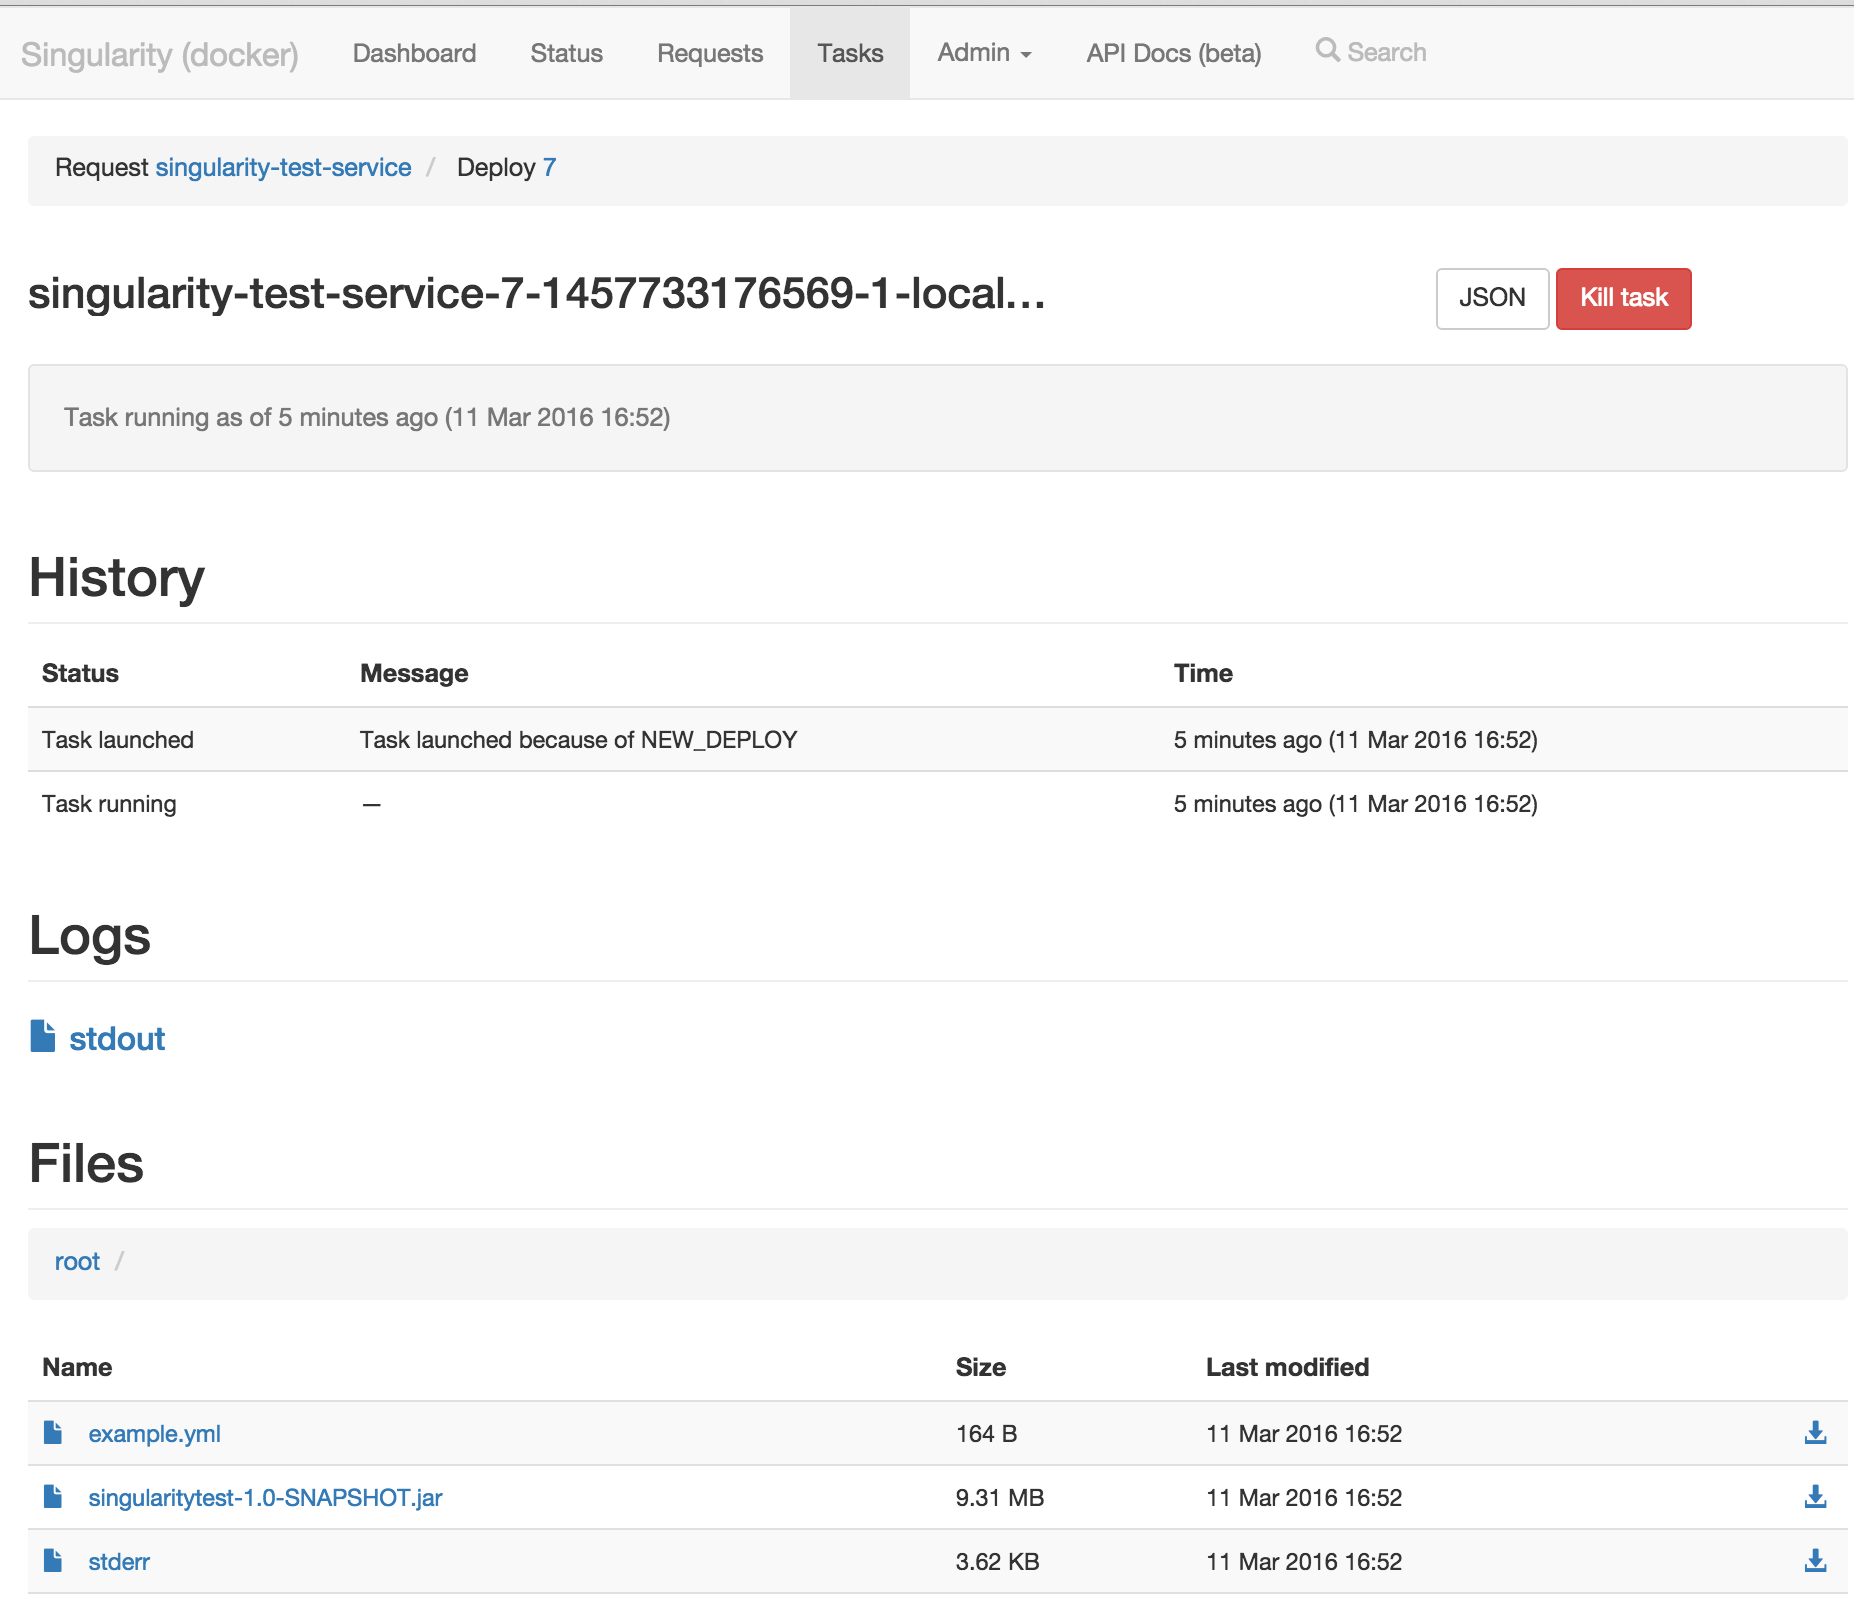 Singularity (docker) Dashboard Status Requests Tasks Admin API Docs (beta) Search
Request singularity-test-service / Deploy 7
singularity-test-service-7-1457733176569-1-local... JSON Kill task
Task running as of 5 minutes ago (11 Mar 2016 16:52)
History
Status Message Time
Task launched Task launched because of NEW_DEPLOY 5 minutes ago (11 Mar 2016 16:52)
Task running — 5 minutes ago (11 Mar 2016 16:52)
Logs
stdout
Files
root /
Name Size Last modified
example.yml 164 B 11 Mar 2016 16:52
singularitytest-1.0-SNAPSHOT.jar 9.31 MB 11 Mar 2016 16:52
stderr 3.62 KB 11 Mar 2016 16:52